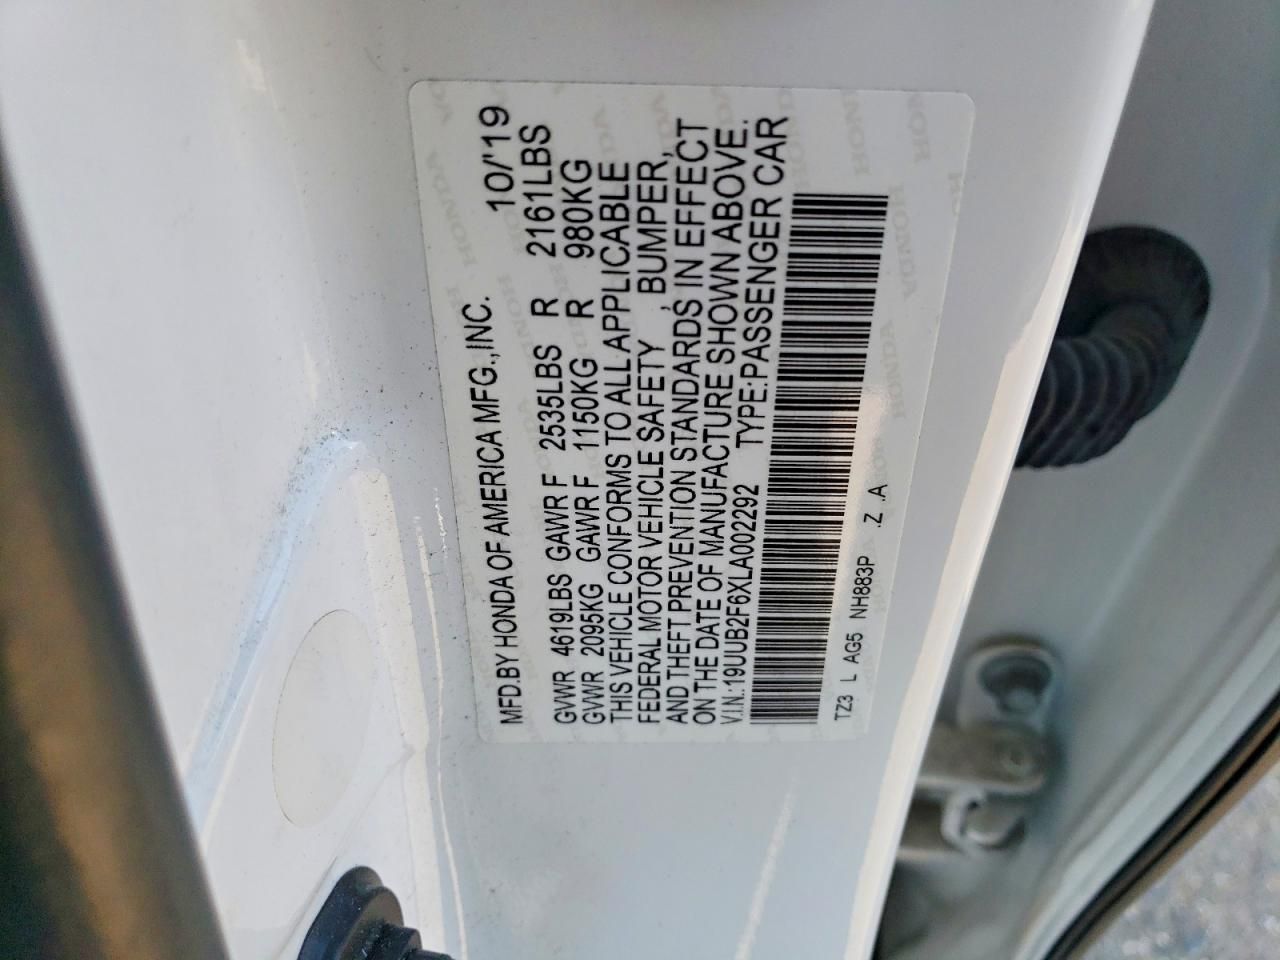 MFD.BY HONDA OF AMERICA MFG.,INC. 10/'19
GVWR 4619LBS GAWR F 2535LBS R 2161LBS
GVWR 2095KG GAWR F 1150KG R 980KG
THIS VEHICLE CONFORMS TO ALL APPLICABLE
FEDERAL MOTOR VEHICLE SAFETY , BUMPER,
AND THEFT PREVENTION STANDARDS IN EFFECT
ON THE DATE OF MANUFACTURE SHOWN ABOVE.
V.I.N.:19UUB2F6XLA002292 TYPE:PASSENGER CAR
TZ3 L AG5 NH883P .Z .A